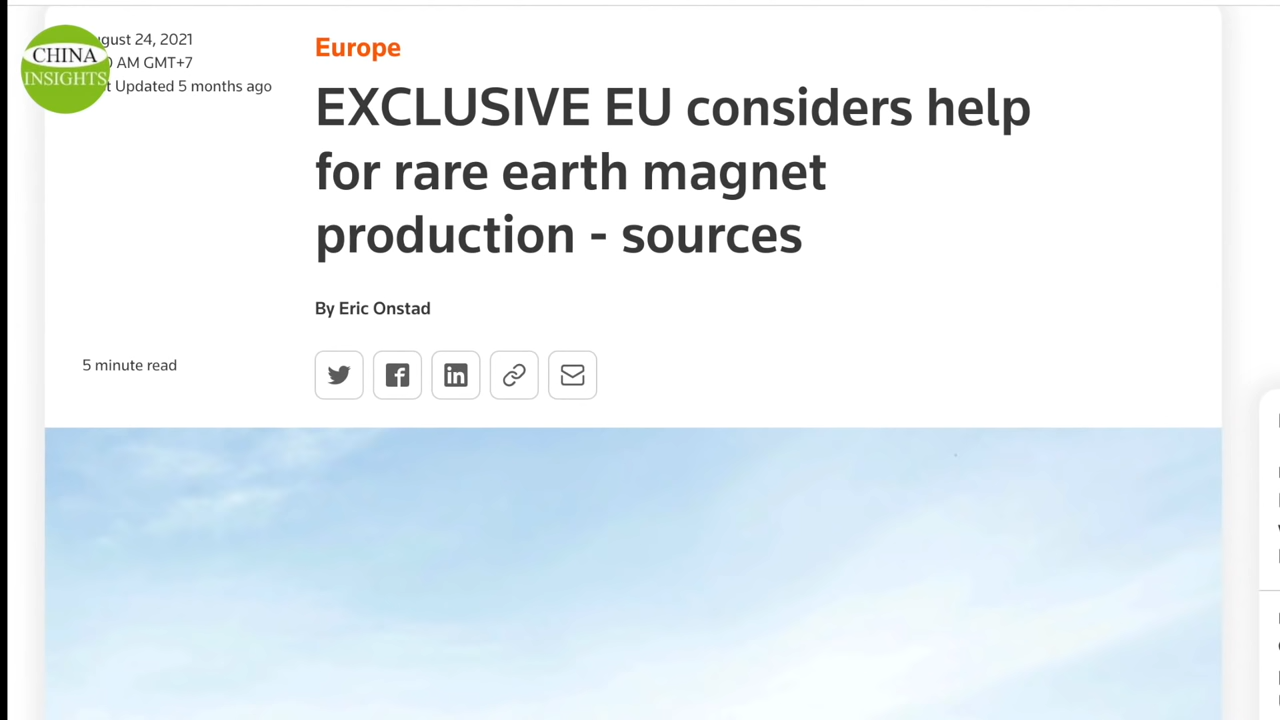 CHINA
INSIGHTS
gust 24, 2021
AM GMT+7
t Updated 5 months ago
5 minute read
Europe
EXCLUSIVE EU considers help
for rare earth magnet
production - sources
By Eric Onstad